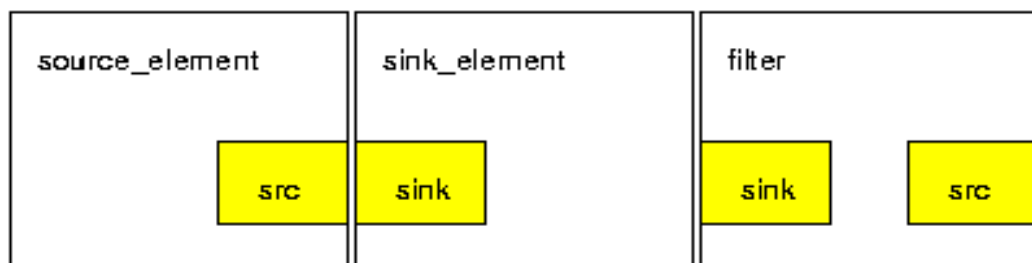 source_element
sink_element
filter
src
sink
sink
src